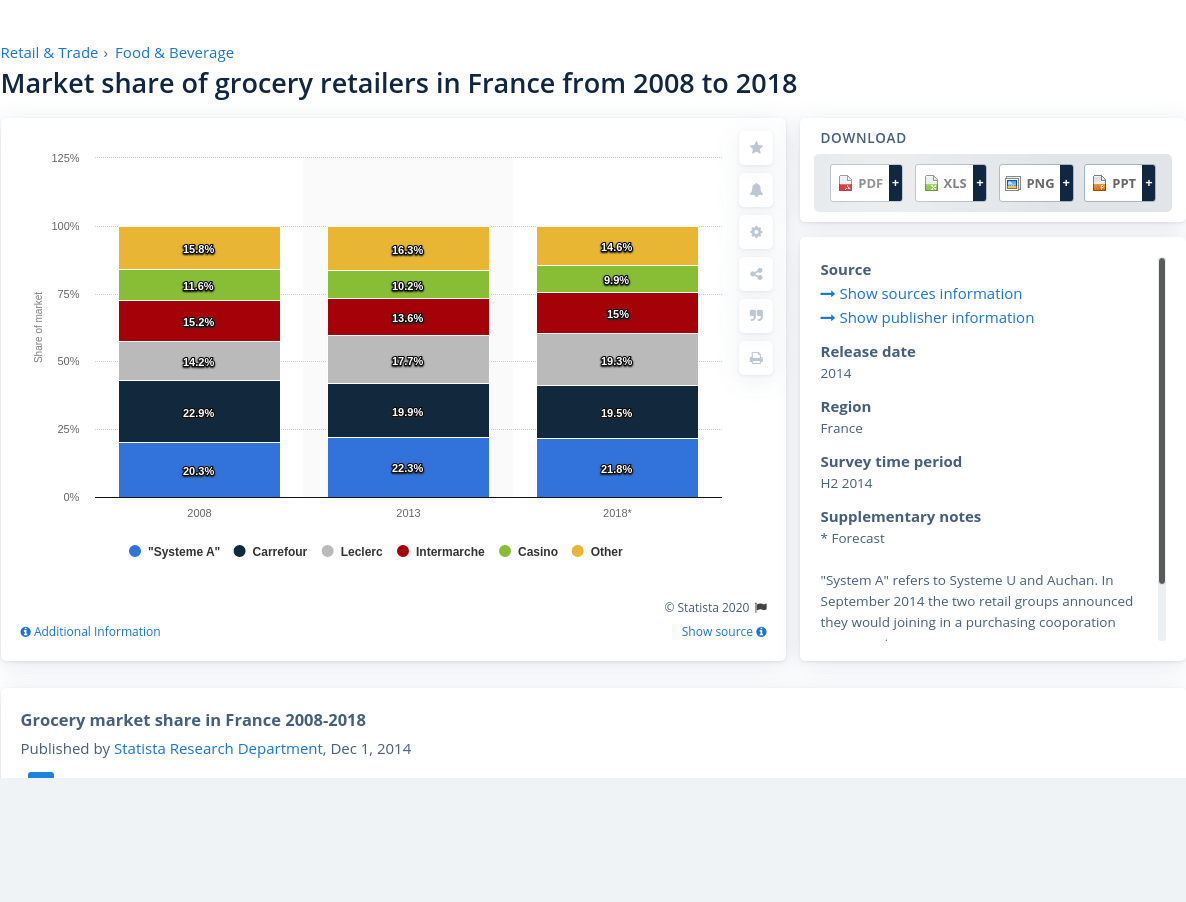 Retail & Trade › Food & Beverage
Market share of grocery retailers in France from 2008 to 2018
125%
100%
75%
50%
25%
0%
Share of market
15.8%
11.6%
15.2%
14.2%
22.9%
20.3%
16.3%
10.2%
13.6%
17.7%
19.9%
22.3%
14.6%
9.9%
15%
19.3%
19.5%
21.8%
2008
2013
2018*
"Systeme A" Carrefour Leclerc Intermarche Casino Other
© Statista 2020
Additional Information
Show source
DOWNLOAD
PDF + XLS + PNG + PPT +
Source
Show sources information
Show publisher information
Release date
2014
Region
France
Survey time period
H2 2014
Supplementary notes
* Forecast
"System A" refers to Systeme U and Auchan. In
September 2014 the two retail groups announced
they would joining in a purchasing cooporation
Grocery market share in France 2008-2018
Published by Statista Research Department, Dec 1, 2014